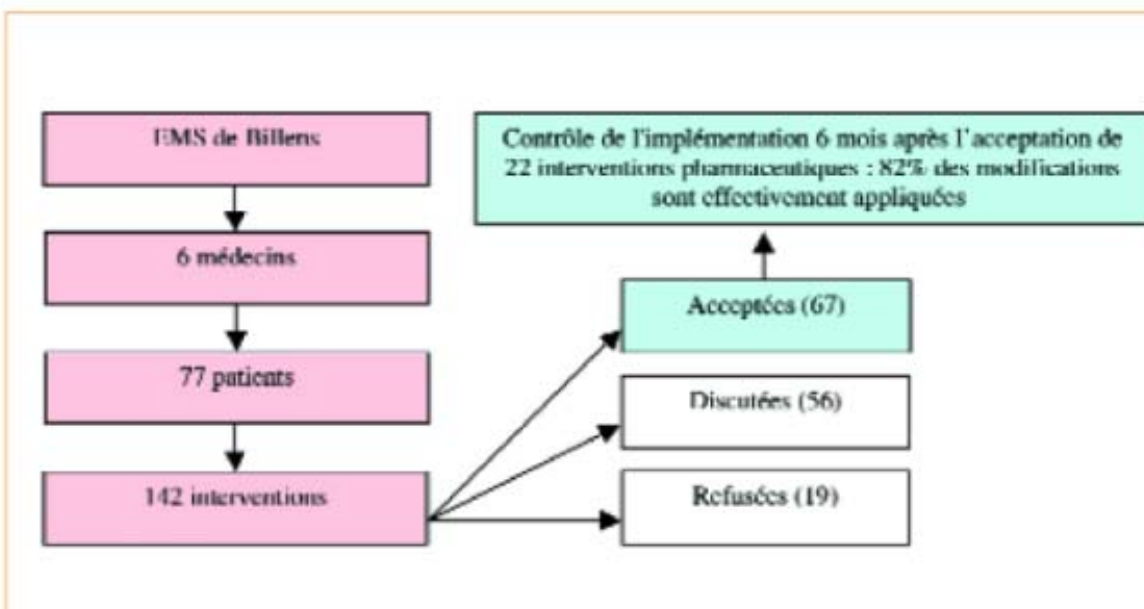 EMS de Billens
6 médecins
77 patients
142 interventions
Contrôle de l'implémentation 6 mois après l'acceptation de
22 interventions pharmaceutiques : 82% des modifications
sont effectivement appliquées
Acceptées (67)
Discutées (56)
Refusées (19)